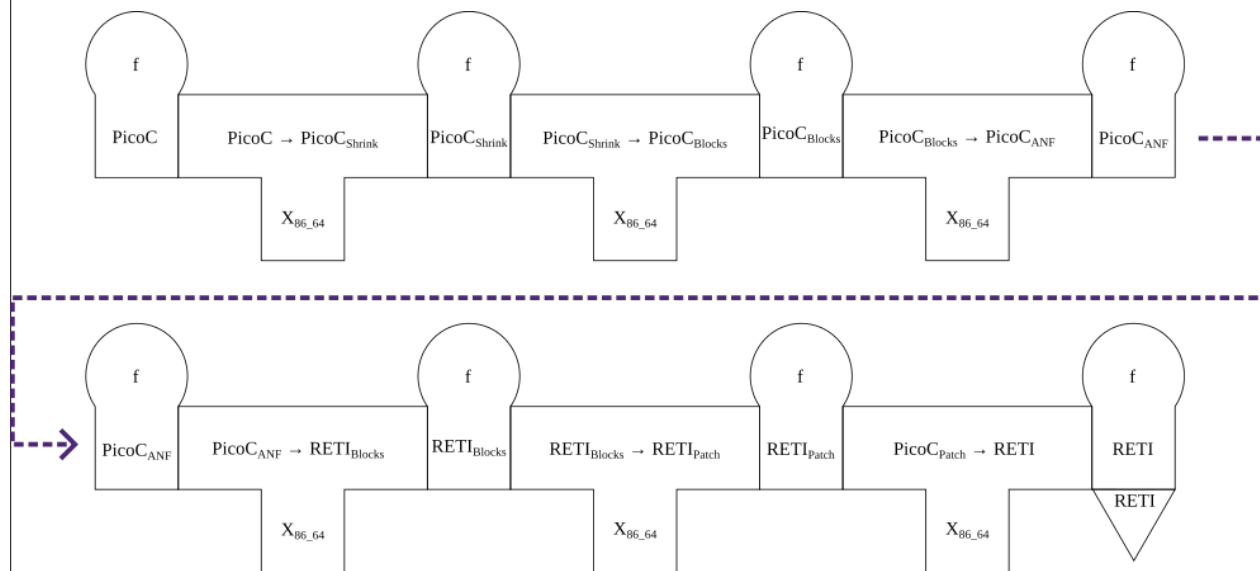 f f f f
PicoC PicoC → PicoC_Shrink PicoC_Shrink PicoC_Shrink → PicoC_Blocks PicoC_Blocks PicoC_Blocks → PicoC_ANF PicoC_ANF
X_86_64 X_86_64 X_86_64
f f f f
PicoC_ANF PicoC_ANF → RETI_Blocks RETI_Blocks RETI_Blocks → RETI_Patch RETI_Patch PicoC_Patch → RETI RETI
RETI
X_86_64 X_86_64 X_86_64